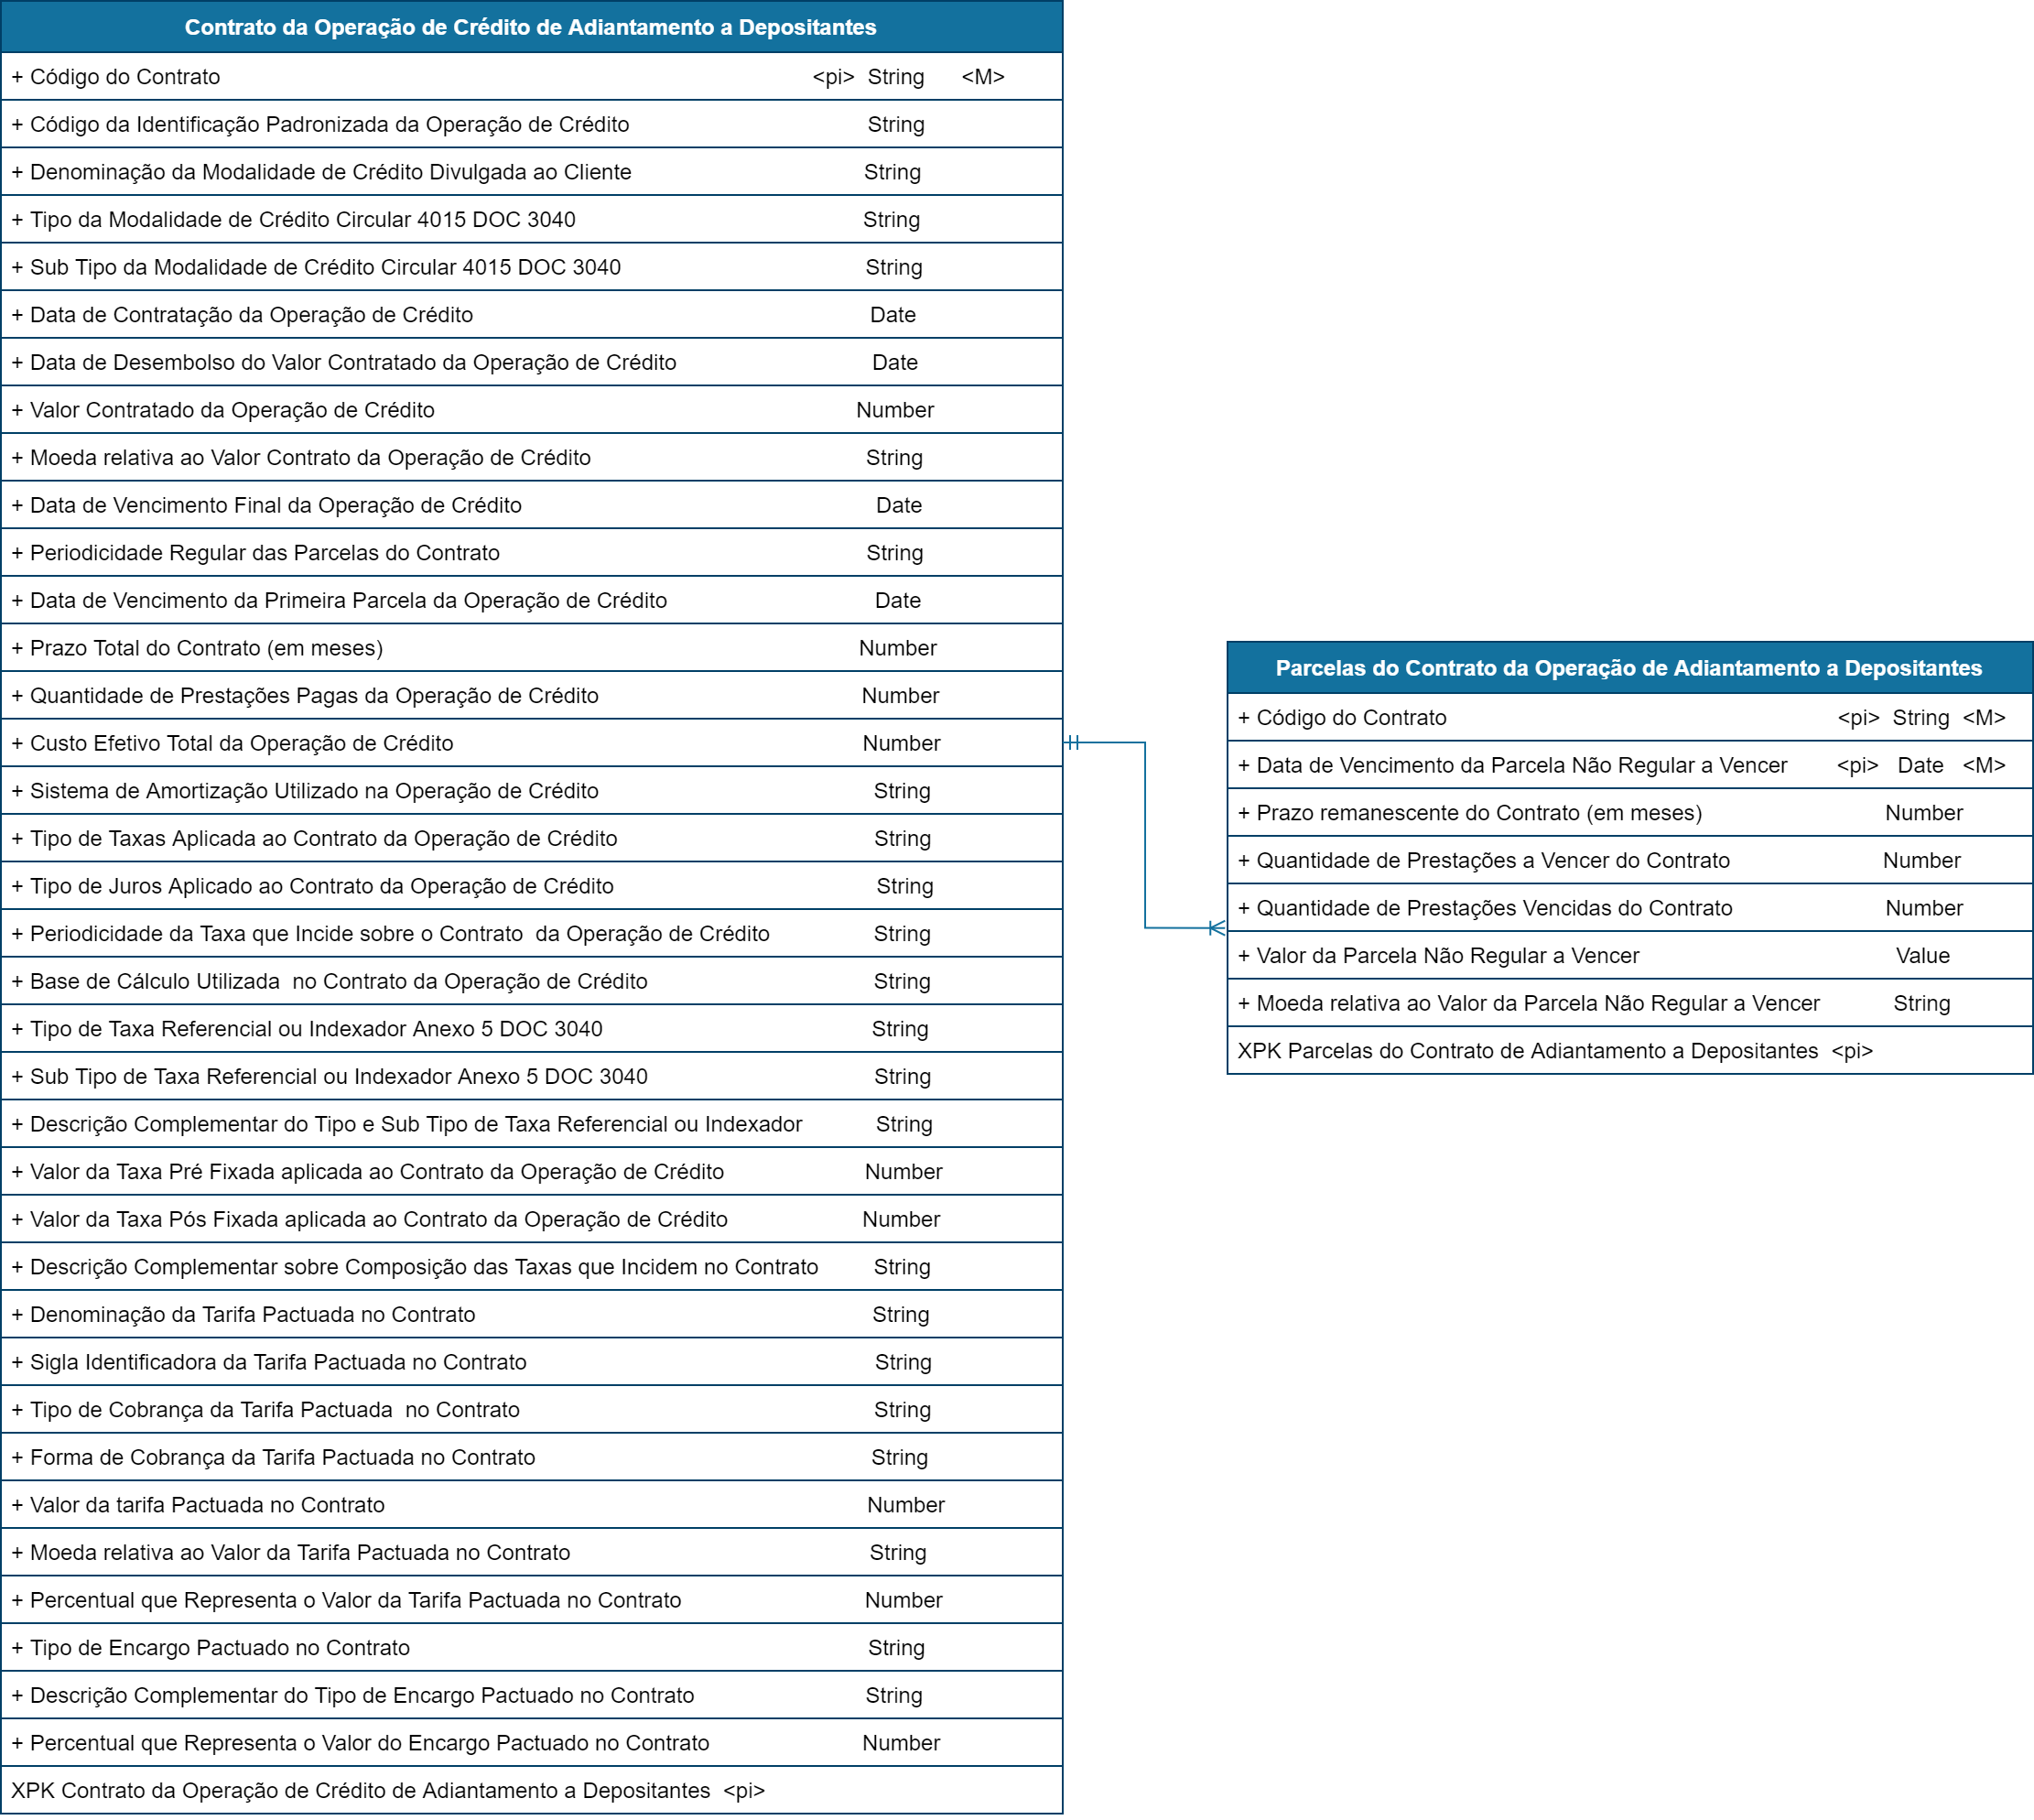 Contrato da Operação de Crédito de Adiantamento a Depositantes
+ Código do Contrato <pi> String <M>
+ Código da Identificação Padronizada da Operação de Crédito String
+ Denominação da Modalidade de Crédito Divulgada ao Cliente String
+ Tipo da Modalidade de Crédito Circular 4015 DOC 3040 String
+ Sub Tipo da Modalidade de Crédito Circular 4015 DOC 3040 String
+ Data de Contratação da Operação de Crédito Date
+ Data de Desembolso do Valor Contratado da Operação de Crédito Date
+ Valor Contratado da Operação de Crédito Number
+ Moeda relativa ao Valor Contrato da Operação de Crédito String
+ Data de Vencimento Final da Operação de Crédito Date
+ Periodicidade Regular das Parcelas do Contrato String
+ Data de Vencimento da Primeira Parcela da Operação de Crédito Date
+ Prazo Total do Contrato (em meses) Number
+ Quantidade de Prestações Pagas da Operação de Crédito Number
+ Custo Efetivo Total da Operação de Crédito Number
+ Sistema de Amortização Utilizado na Operação de Crédito String
+ Tipo de Taxas Aplicada ao Contrato da Operação de Crédito String
+ Tipo de Juros Aplicado ao Contrato da Operação de Crédito String
+ Periodicidade da Taxa que Incide sobre o Contrato da Operação de Crédito String
+ Base de Cálculo Utilizada no Contrato da Operação de Crédito String
+ Tipo de Taxa Referencial ou Indexador Anexo 5 DOC 3040 String
+ Sub Tipo de Taxa Referencial ou Indexador Anexo 5 DOC 3040 String
+ Descrição Complementar do Tipo e Sub Tipo de Taxa Referencial ou Indexador String
+ Valor da Taxa Pré Fixada aplicada ao Contrato da Operação de Crédito Number
+ Valor da Taxa Pós Fixada aplicada ao Contrato da Operação de Crédito Number
+ Descrição Complementar sobre Composição das Taxas que Incidem no Contrato String
+ Denominação da Tarifa Pactuada no Contrato String
+ Sigla Identificadora da Tarifa Pactuada no Contrato String
+ Tipo de Cobrança da Tarifa Pactuada no Contrato String
+ Forma de Cobrança da Tarifa Pactuada no Contrato String
+ Valor da tarifa Pactuada no Contrato Number
+ Moeda relativa ao Valor da Tarifa Pactuada no Contrato String
+ Percentual que Representa o Valor da Tarifa Pactuada no Contrato Number
+ Tipo de Encargo Pactuado no Contrato String
+ Descrição Complementar do Tipo de Encargo Pactuado no Contrato String
+ Percentual que Representa o Valor do Encargo Pactuado no Contrato Number
XPK Contrato da Operação de Crédito de Adiantamento a Depositantes <pi>
Parcelas do Contrato da Operação de Adiantamento a Depositantes
+ Código do Contrato <pi> String <M>
+ Data de Vencimento da Parcela Não Regular a Vencer <pi> Date <M>
+ Prazo remanescente do Contrato (em meses) Number
+ Quantidade de Prestações a Vencer do Contrato Number
+ Quantidade de Prestações Vencidas do Contrato Number
+ Valor da Parcela Não Regular a Vencer Value
+ Moeda relativa ao Valor da Parcela Não Regular a Vencer String
XPK Parcelas do Contrato de Adiantamento a Depositantes <pi>